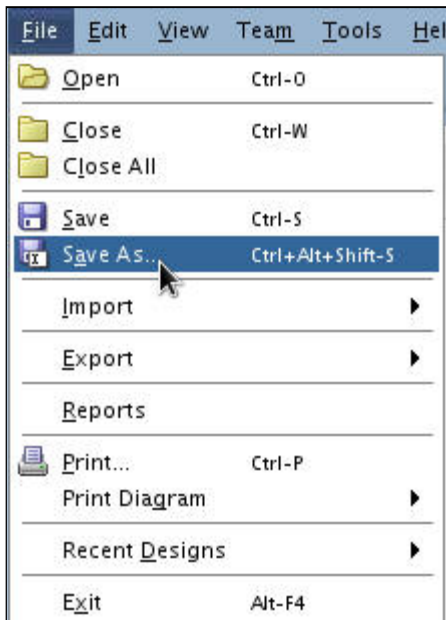 File Edit View Team Tools Hel
Open Ctrl-O
Close Ctrl-W
Close All
Save Ctrl-S
Save As... Ctrl+Alt+Shift-S
Import
Export
Reports
Print... Ctrl-P
Print Diagram
Recent Designs
Exit Alt-F4